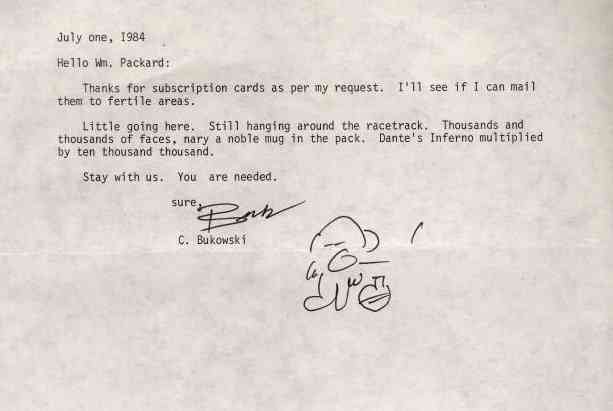 July one, 1984
Hello Wm. Packard:
Thanks for subscription cards as per my request. I'll see if I can mail
them to fertile areas.
Little going here. Still hanging around the racetrack. Thousands and
thousands of faces, nary a noble mug in the pack. Dante's Inferno multiplied
by ten thousand thousand.
Stay with us. You are needed.
sure,
Buk
C. Bukowski